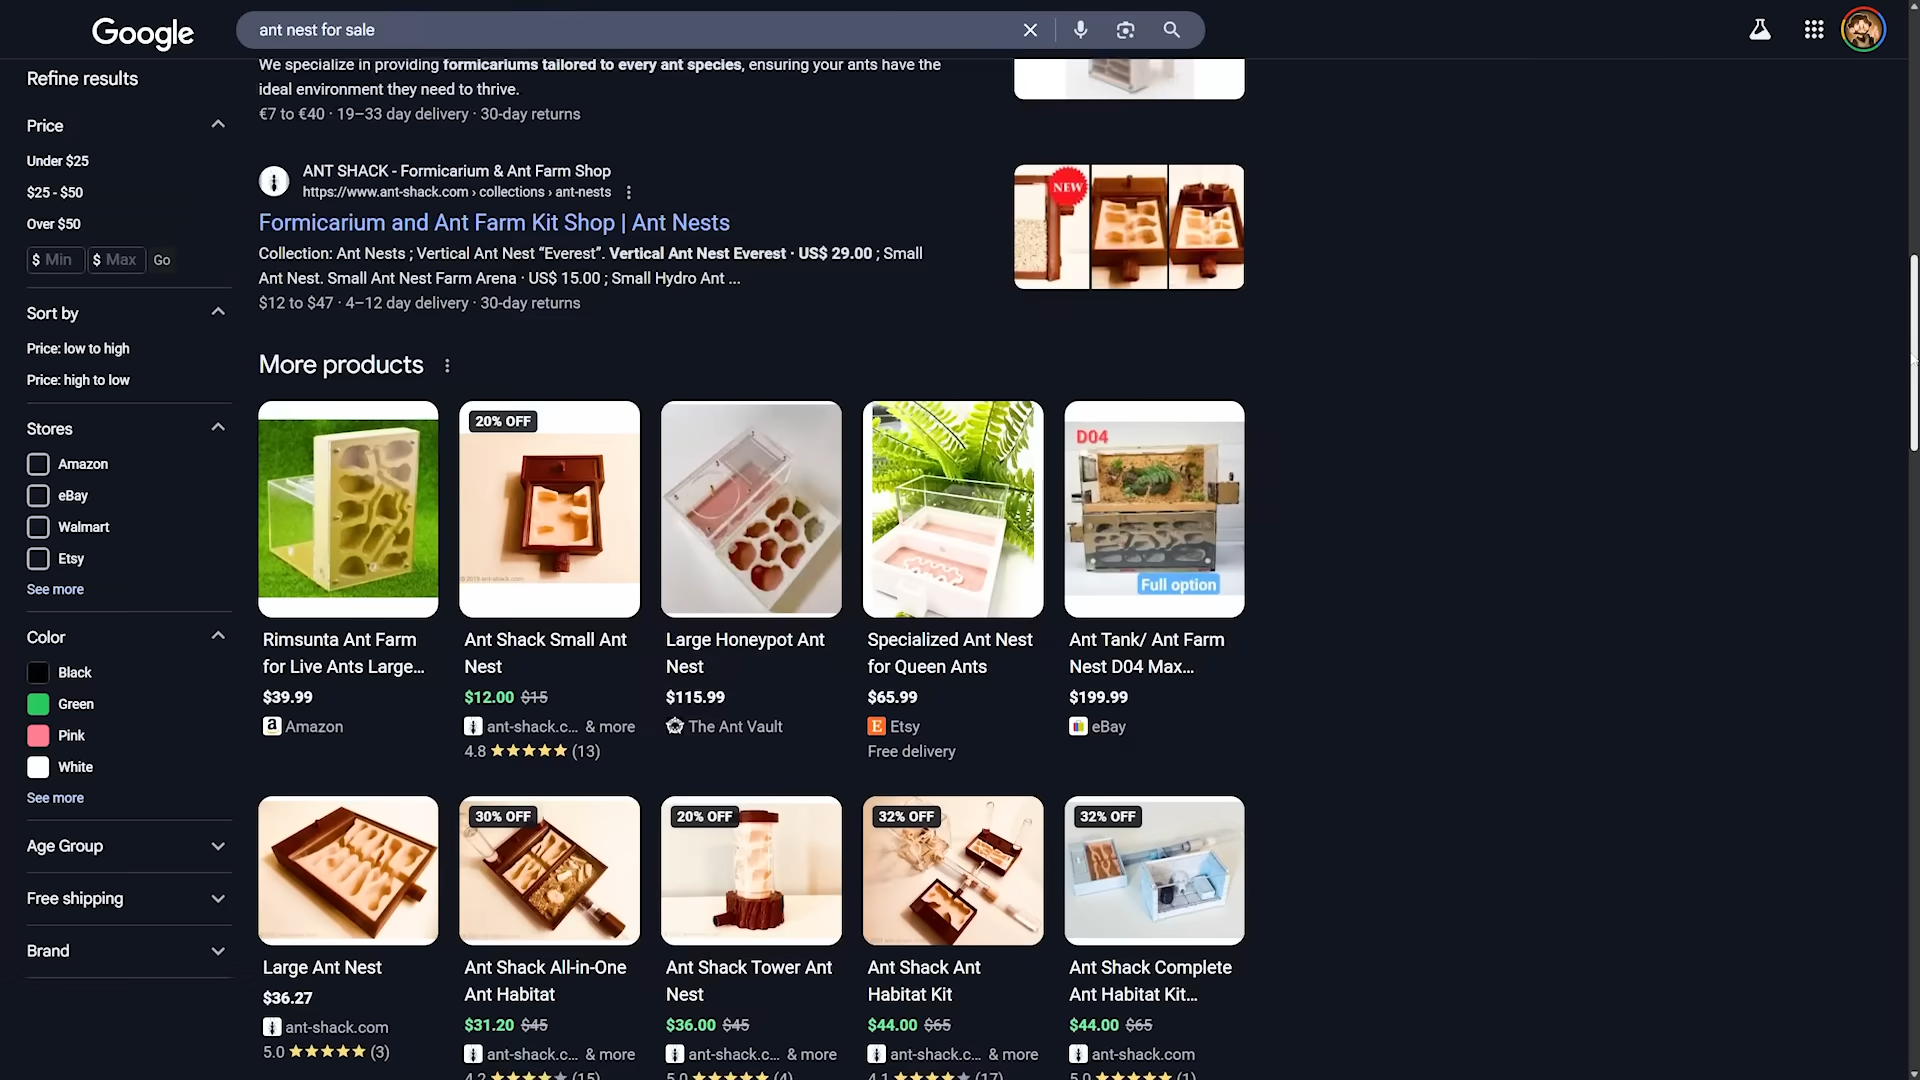 Google
ant nest for sale
Refine results
Price
Under $25
$25 - $50
Over $50
$ Min
$ Max
Go
Sort by
Price: low to high
Price: high to low
Stores
Amazon
eBay
Walmart
Etsy
See more
Color
Black
Green
Pink
White
See more
Age Group
Free shipping
Brand
We specialize in providing formicariums tailored to every ant species, ensuring your ants have the
ideal environment they need to thrive.
€7 to €40 · 19–33 day delivery · 30-day returns
ANT SHACK - Formicarium & Ant Farm Shop
https://www.ant-shack.com › collections › ant-nests
Formicarium and Ant Farm Kit Shop | Ant Nests
Collection: Ant Nests ; Vertical Ant Nest “Everest”. Vertical Ant Nest Everest · US$ 29.00 ; Small
Ant Nest. Small Ant Nest Farm Arena · US$ 15.00 ; Small Hydro Ant ...
$12 to $47 · 4–12 day delivery · 30-day returns
NEW
More products
Rimsunta Ant Farm
for Live Ants Large...
$39.99
a Amazon
20% OFF
Ant Shack Small Ant
Nest
$12.00 $15
ant-shack.c... & more
4.8 (13)
Large Honeypot Ant
Nest
$115.99
The Ant Vault
Specialized Ant Nest
for Queen Ants
$65.99
E Etsy
Free delivery
D04
Full option
Ant Tank/ Ant Farm
Nest D04 Max...
$199.99
eBay
Large Ant Nest
$36.27
ant-shack.com
5.0 (3)
30% OFF
Ant Shack All-in-One
Ant Habitat
$31.20 $45
ant-shack.c... & more
4.2 (15)
20% OFF
Ant Shack Tower Ant
Nest
$36.00 $45
ant-shack.c... & more
5.0 (4)
32% OFF
Ant Shack Ant
Habitat Kit
$44.00 $65
ant-shack.c... & more
4.1 (17)
32% OFF
Ant Shack Complete
Ant Habitat Kit...
$44.00 $65
ant-shack.com
5.0 (1)